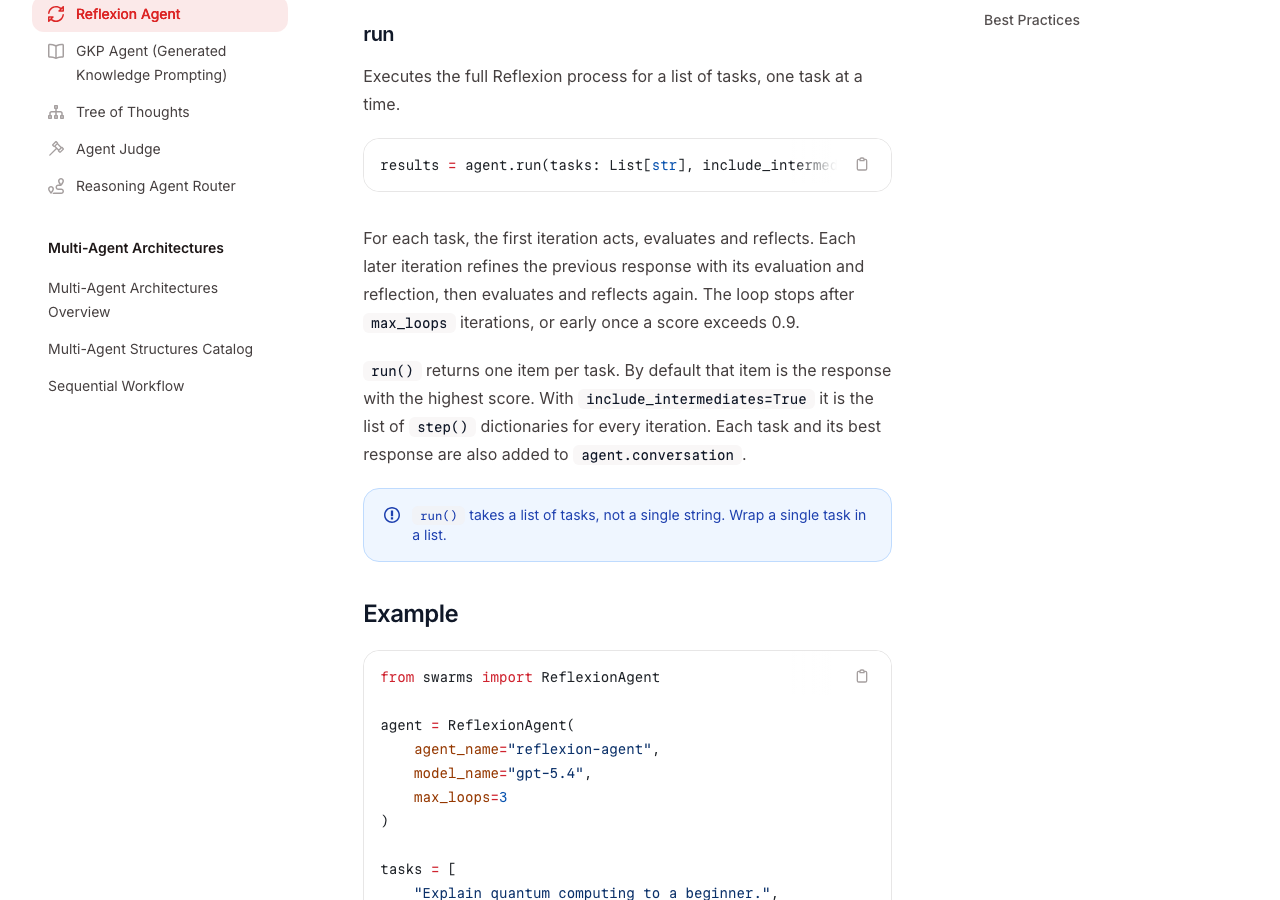 Reflexion Agent
GKP Agent (Generated
Knowledge Prompting)
Tree of Thoughts
Agent Judge
Reasoning Agent Router
Multi-Agent Architectures
Multi-Agent Architectures
Overview
Multi-Agent Structures Catalog
Sequential Workflow
run
Executes the full Reflexion process for a list of tasks, one task at a
time.
results = agent.run(tasks: List[str], include_intermed
For each task, the first iteration acts, evaluates and reflects. Each
later iteration refines the previous response with its evaluation and
reflection, then evaluates and reflects again. The loop stops after
max_loops iterations, or early once a score exceeds 0.9.
run() returns one item per task. By default that item is the response
with the highest score. With include_intermediates=True it is the
list of step() dictionaries for every iteration. Each task and its best
response are also added to agent.conversation .
run() takes a list of tasks, not a single string. Wrap a single task in
a list.
Example
from swarms import ReflexionAgent
agent = ReflexionAgent(
    agent_name="reflexion-agent",
    model_name="gpt-5.4",
    max_loops=3
)
tasks = [
    "Explain quantum computing to a beginner.",
Best Practices